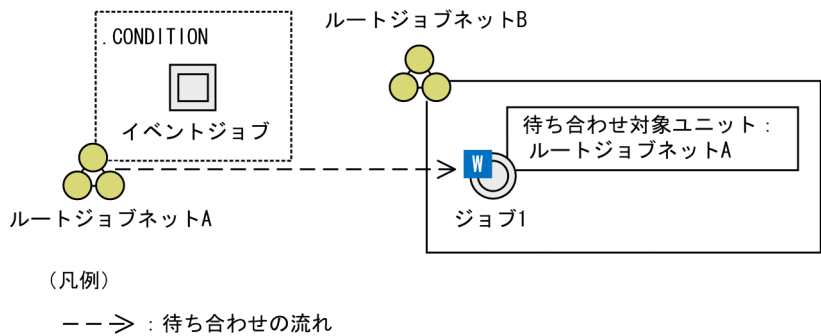 .CONDITION
イベントジョブ
ルートジョブネットA
ルートジョブネットB
待ち合わせ対象ユニット：
ルートジョブネットA
W
ジョブ1
（凡例）
：待ち合わせの流れ